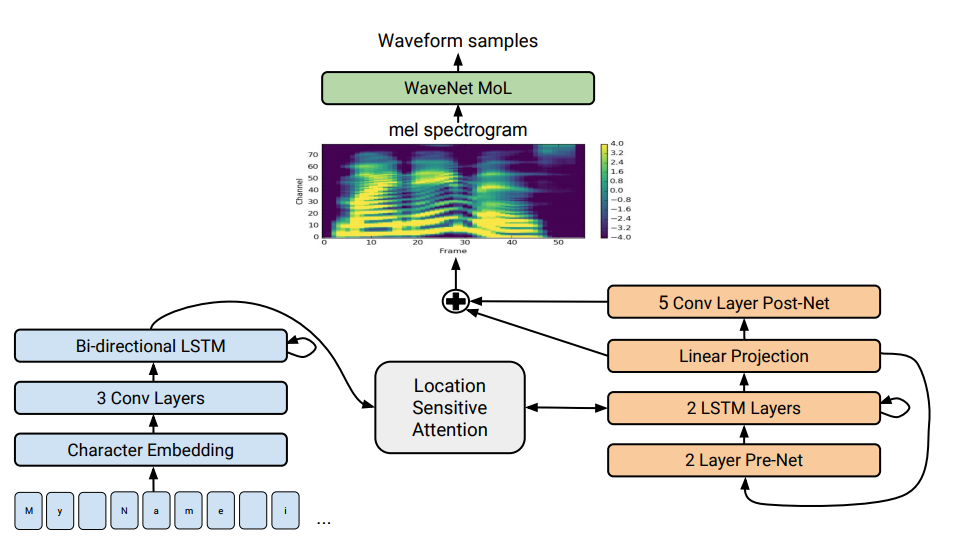 Waveform samples
WaveNet MoL
mel spectrogram
70
60
50
40
30
20
10
0
Channel
0 10 20 30 40 50
Frame
4.0
3.2
2.4
1.6
0.8
0.0
−0.8
−1.6
−2.4
−3.2
−4.0
5 Conv Layer Post-Net
Bi-directional LSTM
Linear Projection
3 Conv Layers
Location
Sensitive
Attention
2 LSTM Layers
Character Embedding
2 Layer Pre-Net
M y N a m e i ...